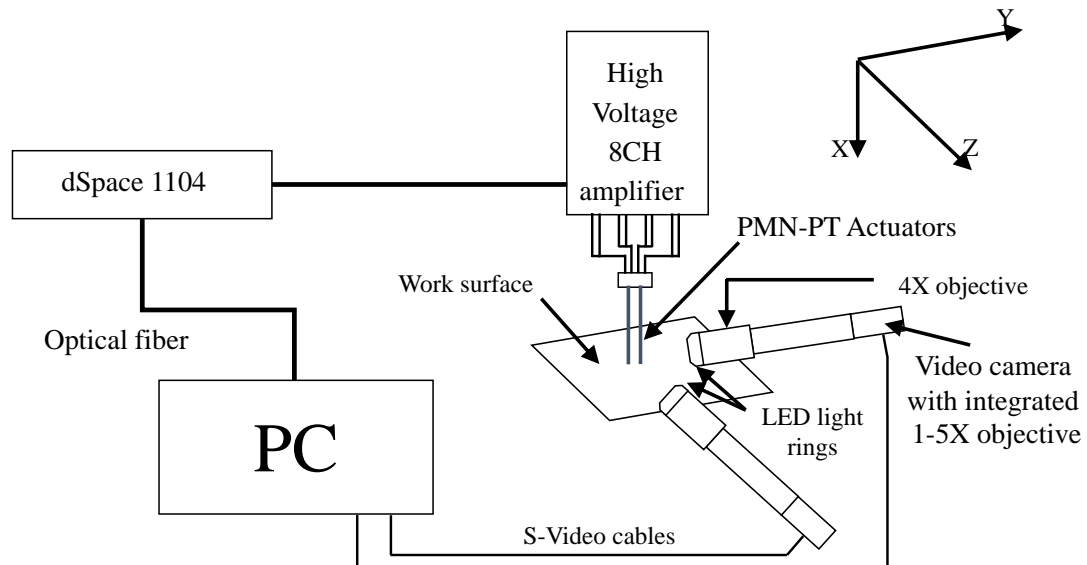 Y
High
Voltage
8CH
amplifier
X
Z
dSpace 1104
PMN-PT Actuators
Work surface
4X objective
Optical fiber
Video camera
with integrated
1-5X objective
LED light
rings
PC
S-Video cables